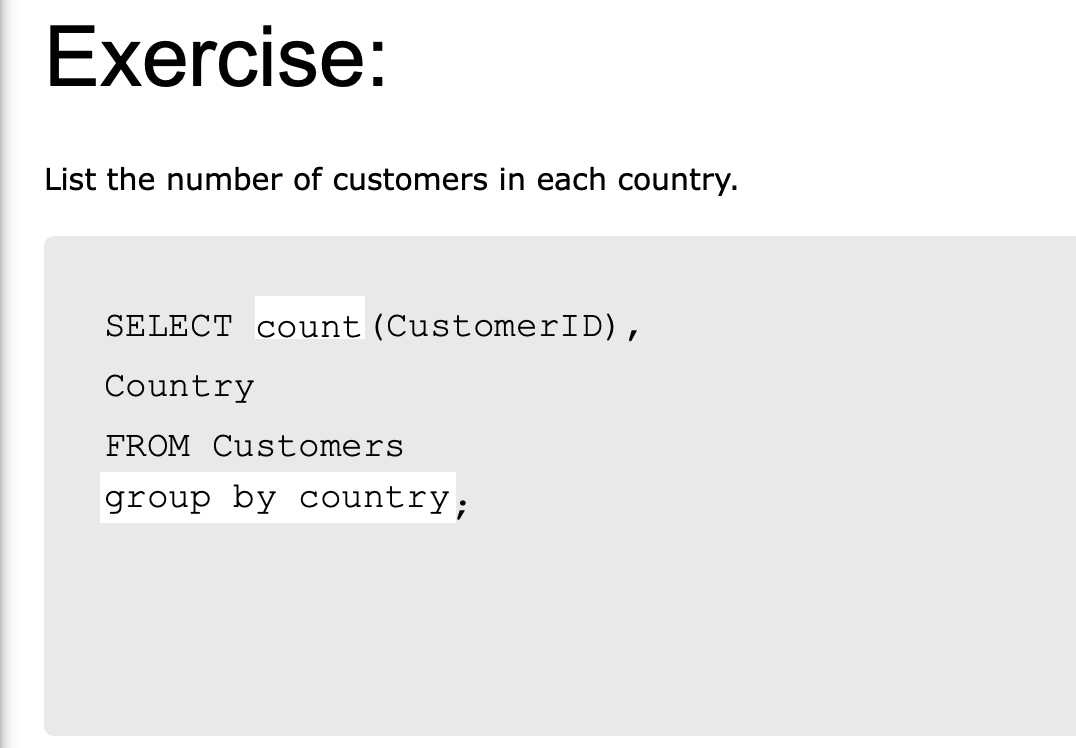 Exercise:
List the number of customers in each country.
SELECT count(CustomerID),
Country
FROM Customers
group by country;